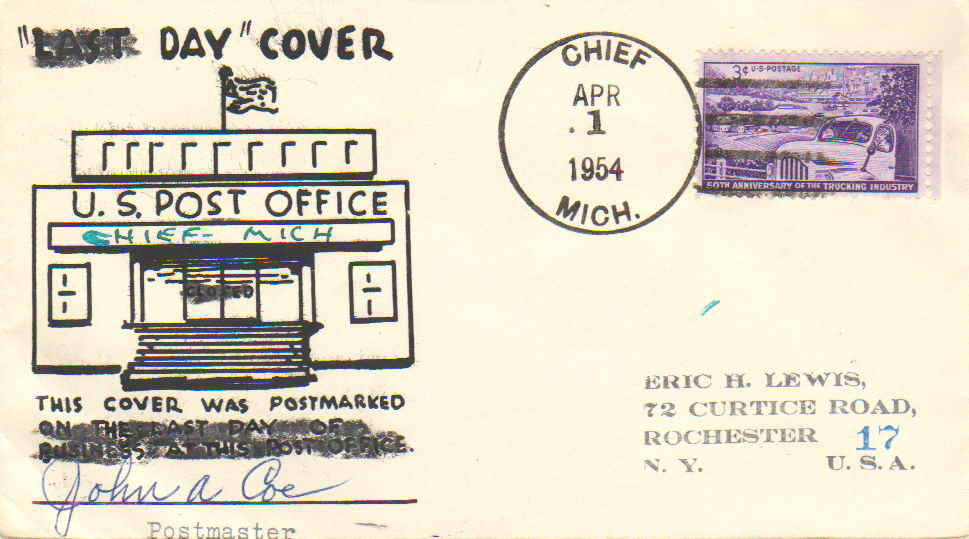 "LAST DAY" COVER
U.S. POST OFFICE
CHIEF- MICH
CLOSED
THIS COVER WAS POSTMARKED
ON THE LAST DAY OF
BUSINESS AT THIS POST OFFICE.
John A Coe
Postmaster
CHIEF
APR
1
1954
MICH.
3¢ U·S·POSTAGE
50TH ANNIVERSARY OF THE TRUCKING INDUSTRY
ERIC H. LEWIS,
72 CURTICE ROAD,
ROCHESTER 17
N. Y. U. S. A.